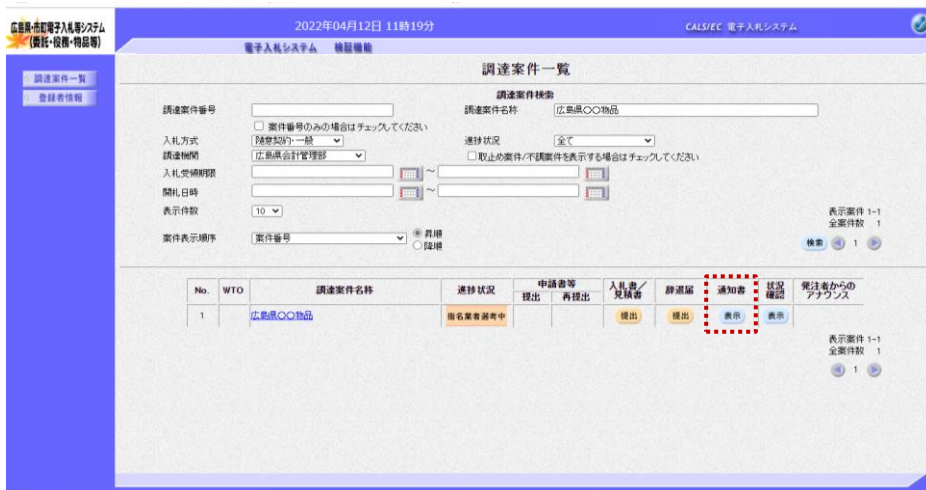 広島県・市町電子入札等システム
(委託・役務・物品等)
2022年04月12日 11時19分
CALS/EC 電子入札システム
電子入札システム 検証機能
調達案件一覧
登録者情報
調達案件一覧
調達案件検索
調達案件番号
調達案件名称 広島県〇〇物品
案件番号のみの場合はチェックしてください
入札方式 随意契約・一般
進捗状況 全て
調達機関 広島県会計管理部
取止め案件/不調案件を表示する場合はチェックしてください
入札受領期限 ~
開札日時 ~
表示件数 10
案件表示順序 案件番号 昇順
降順
表示案件 1-1
全案件数 1
検索 1
No. WTO 調達案件名称 進捗状況 申請書等 入札書/見積書 辞退届 通知書 状況確認 発注者からのアナウンス
提出 再提出
1 広島県〇〇物品 指名業者選考中 提出 提出 表示 表示
表示案件 1-1
全案件数 1
1